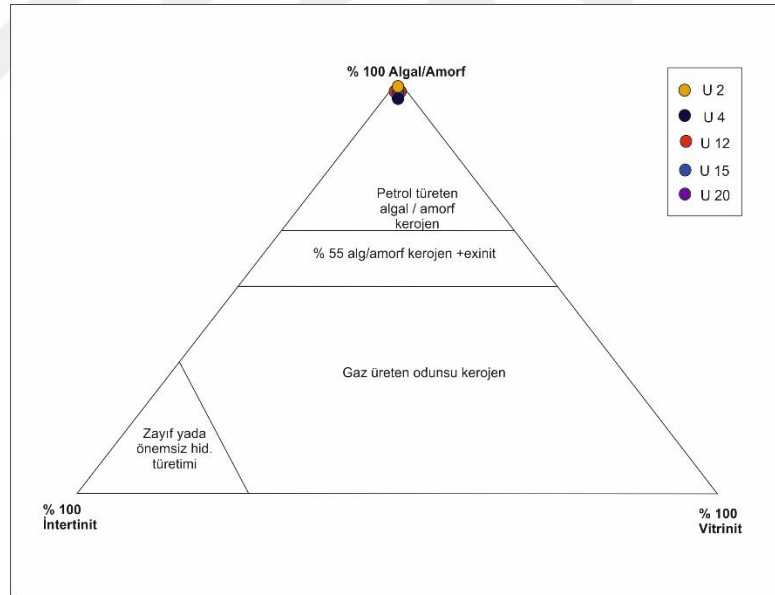 % 100 Algal/Amorf
U 2
U 4
U 12
U 15
U 20
Petrol türeten
algal / amorf
kerojen
% 55 alg/amorf kerojen +exinit
Gaz üreten odunsu kerojen
Zayıf yada
önemsiz hid.
türetimi
% 100
İntertinit
% 100
Vitrinit